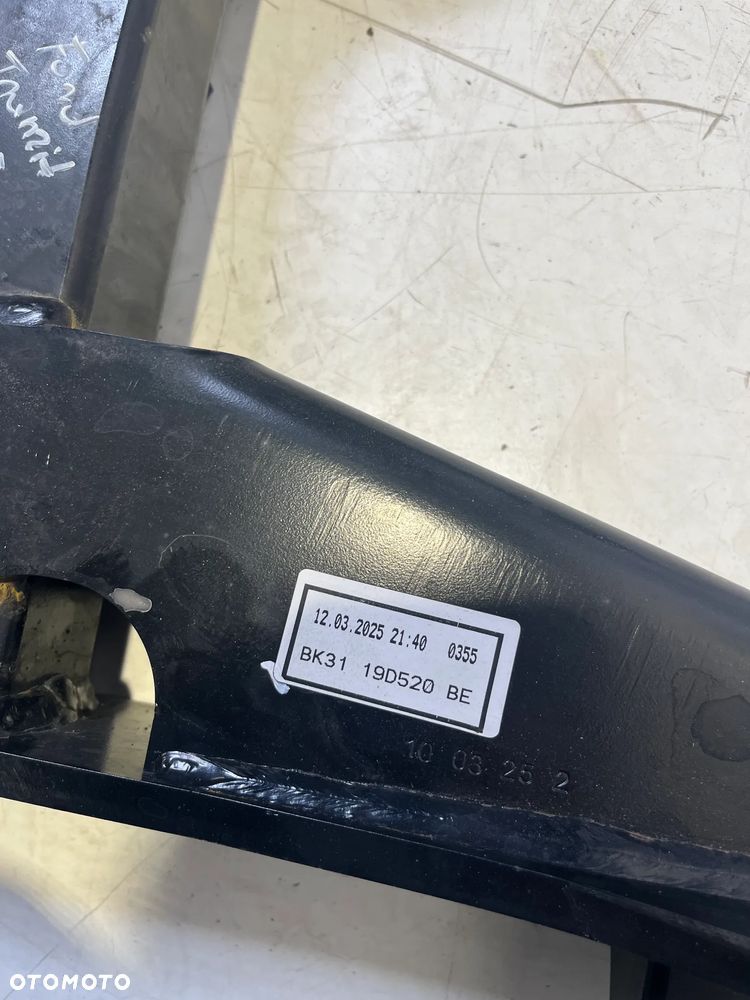 Ford
Transit
12.03.2025 21:40 0355
BK31 19D520 BE
10 03 25 2
OTOMOTO